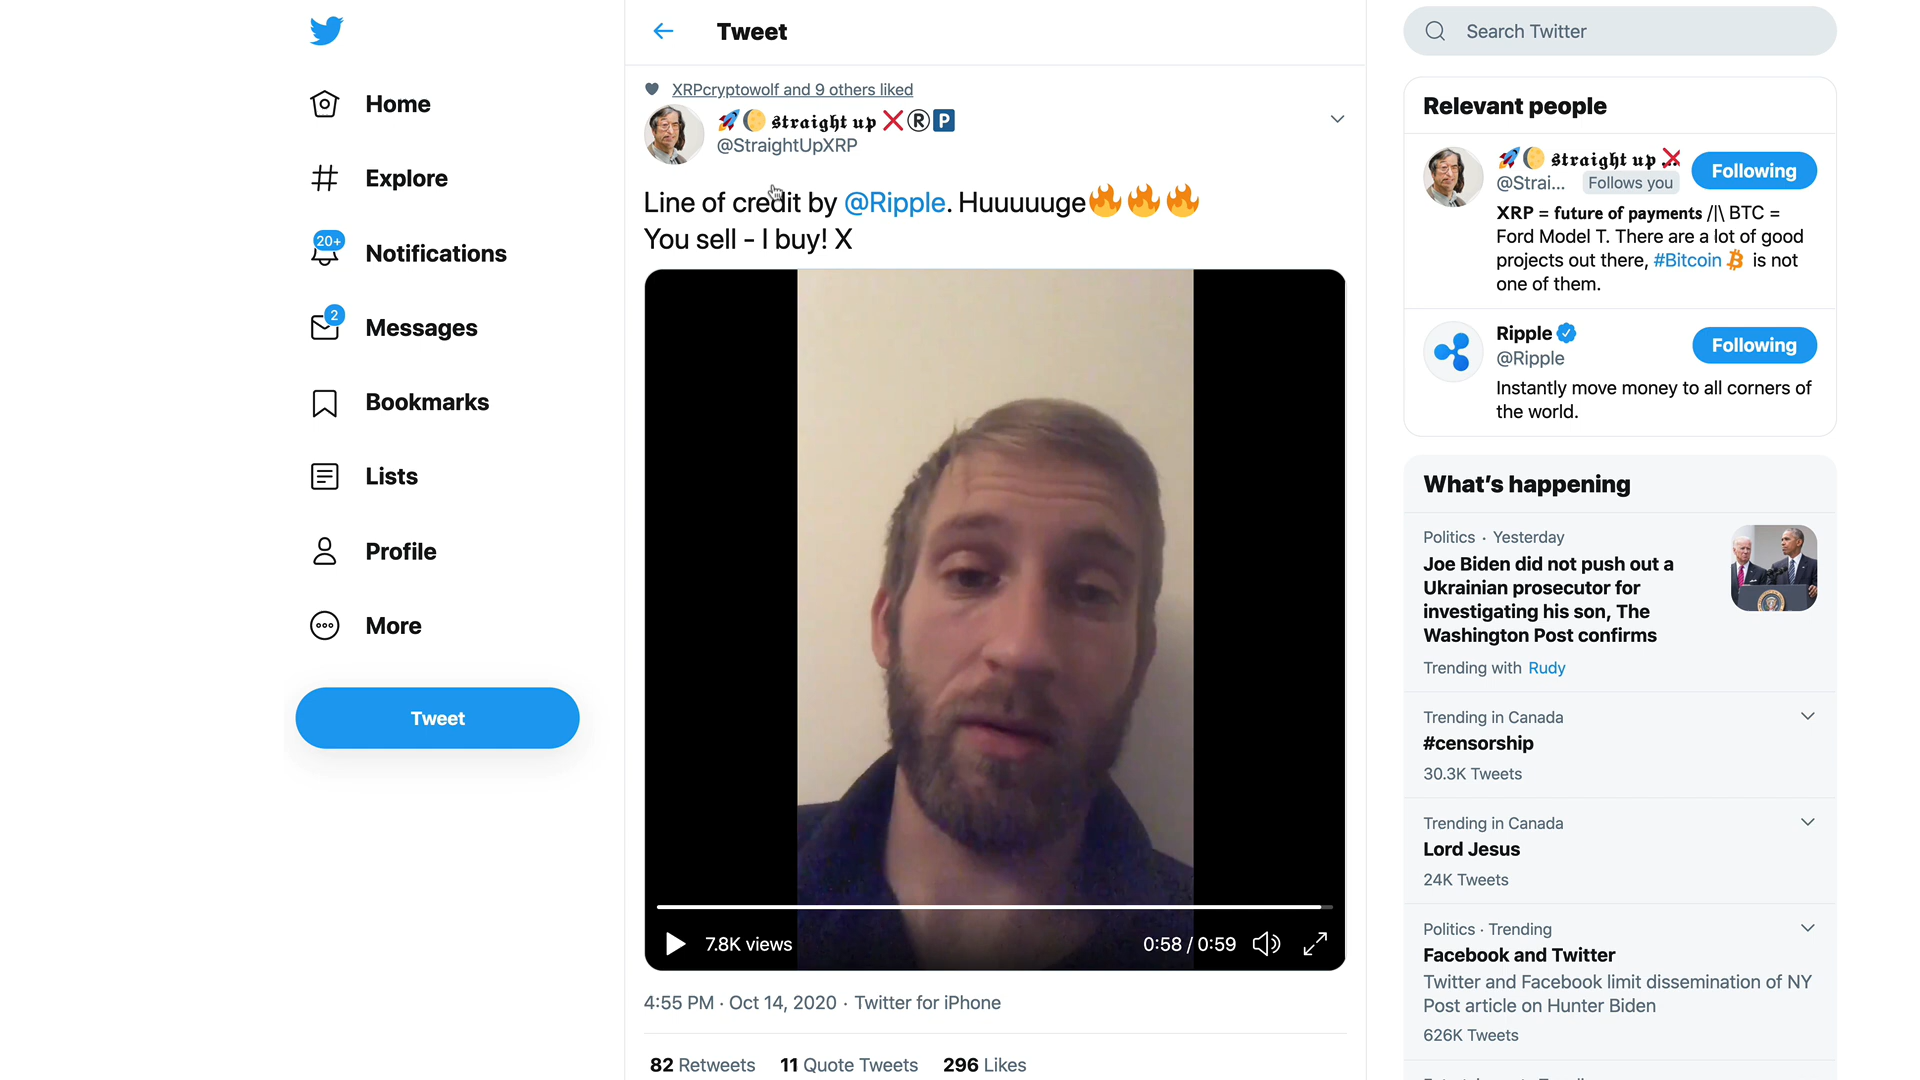 Home
Explore
20+
Notifications
2
Messages
Bookmarks
Lists
Profile
More
Tweet
Tweet
XRPcryptowolf and 9 others liked
🚀🌔 𝖘𝖙𝖗𝖆𝖎𝖌𝖍𝖙 𝖚𝖕 ❌®️🅿️
@StraightUpXRP
Line of credit by @Ripple. Huuuuuge🔥🔥🔥
You sell - I buy! X
7.8K views
0:58 / 0:59
4:55 PM · Oct 14, 2020 · Twitter for iPhone
82 Retweets 11 Quote Tweets 296 Likes
Search Twitter
Relevant people
🚀🌔 𝖘𝖙𝖗𝖆𝖎𝖌𝖍𝖙 𝖚𝖕 ❌...
Following
@Strai... Follows you
XRP = future of payments /|\ BTC =
Ford Model T. There are a lot of good
projects out there, #Bitcoin is not
one of them.
Ripple
Following
@Ripple
Instantly move money to all corners of
the world.
What's happening
Politics · Yesterday
Joe Biden did not push out a
Ukrainian prosecutor for
investigating his son, The
Washington Post confirms
Trending with Rudy
Trending in Canada
#censorship
30.3K Tweets
Trending in Canada
Lord Jesus
24K Tweets
Politics · Trending
Facebook and Twitter
Twitter and Facebook limit dissemination of NY
Post article on Hunter Biden
626K Tweets